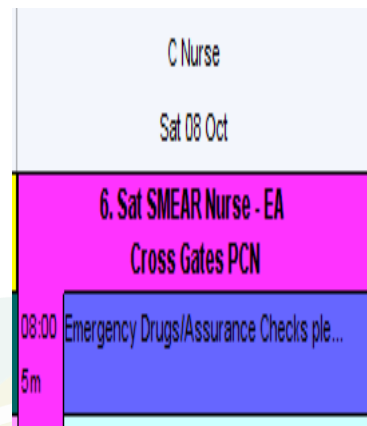 C Nurse
Sat 08 Oct
6. Sat SMEAR Nurse - EA
Cross Gates PCN
08:00 Emergency Drugs/Assurance Checks ple...
5m